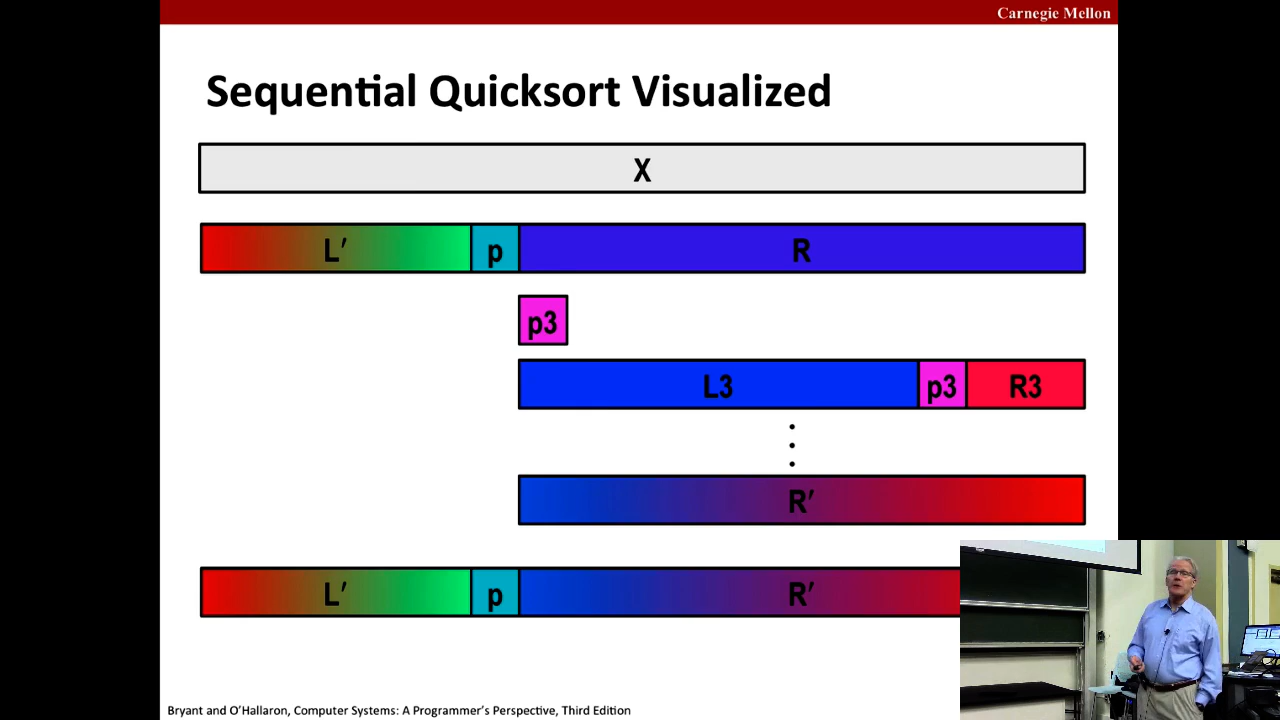 Carnegie Mellon
Sequential Quicksort Visualized
X
L′ p R
p3
L3 p3 R3
R′
L′ p R′
Bryant and O'Hallaron, Computer Systems: A Programmer's Perspective, Third Edition